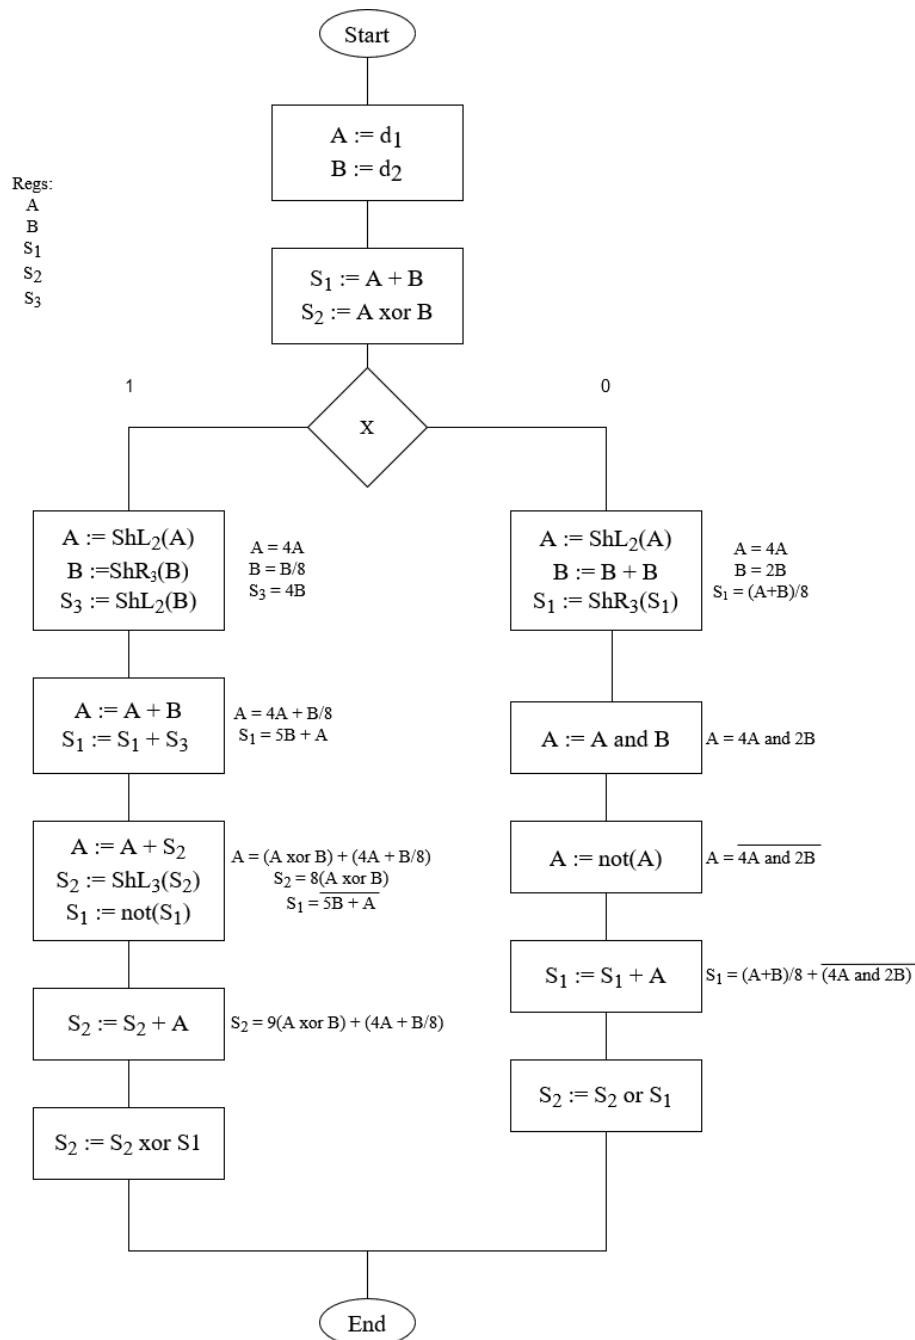 Start
A := d1
B := d2
Regs:
A
B
S1
S2
S3
S1 := A + B
S2 := A xor B
1
0
X
A := ShL2(A)
B :=ShR3(B)
S3 := ShL2(B)
A = 4A
B = B/8
S3 = 4B
A := ShL2(A)
B := B + B
S1 := ShR3(S1)
A = 4A
B = 2B
S1 = (A+B)/8
A := A + B
S1 := S1 + S3
A = 4A + B/8
S1 = 5B + A
A := A and B
A = 4A and 2B
A := A + S2
S2 := ShL3(S2)
S1 := not(S1)
A = (A xor B) + (4A + B/8)
S2 = 8(A xor B)
S1 = 5B + A
A := not(A)
A = 4A and 2B
S2 := S2 + A
S2 = 9(A xor B) + (4A + B/8)
S1 := S1 + A
S1 = (A+B)/8 + (4A and 2B)
S2 := S2 xor S1
S2 := S2 or S1
End